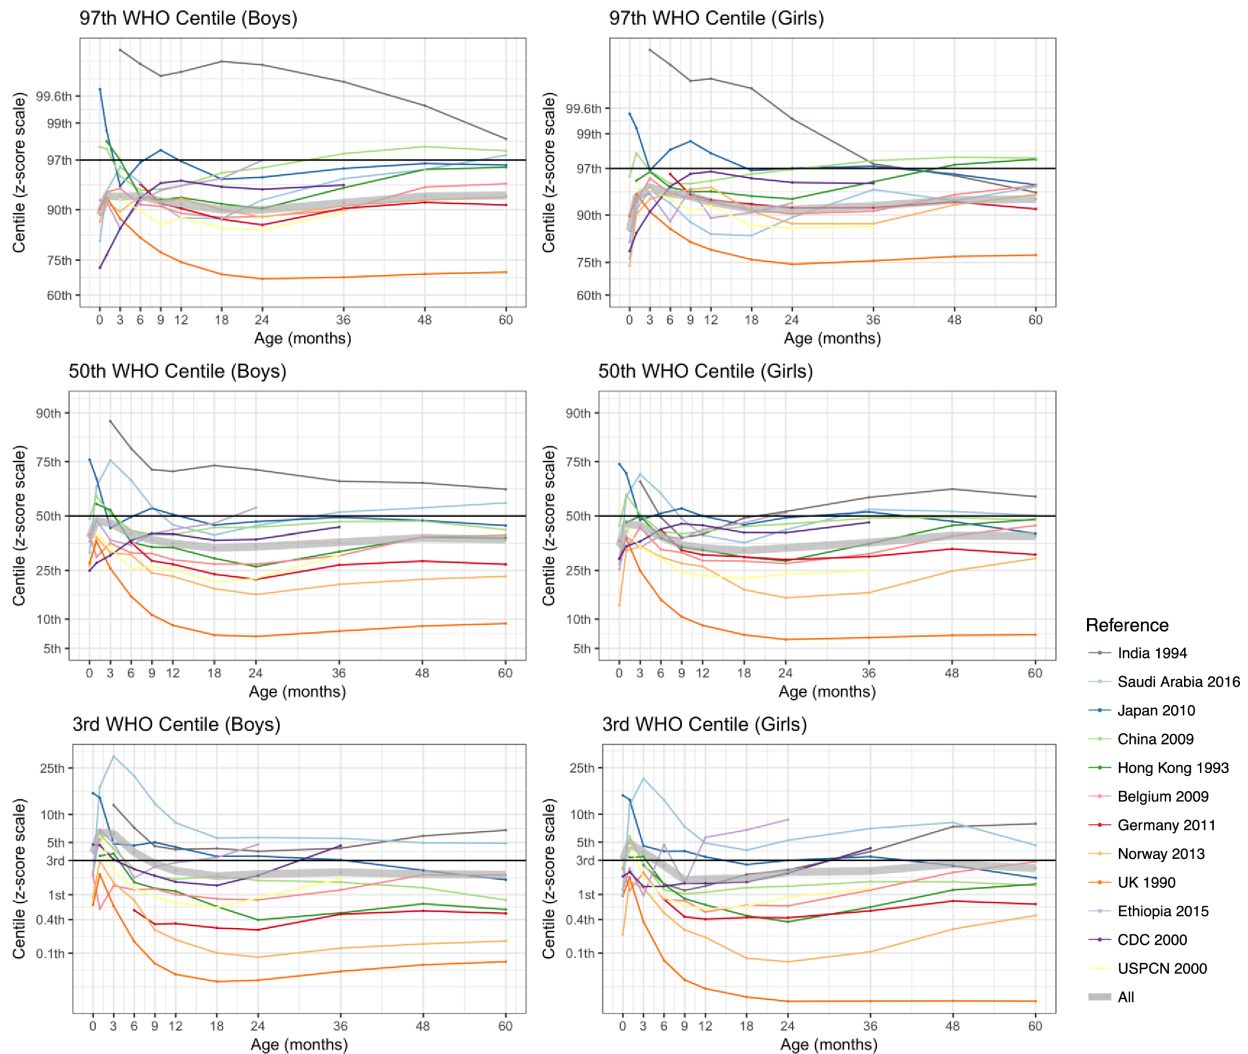 97th WHO Centile (Boys)
Centile (z-score scale)
99.6th
99th
97th
90th
75th
60th
0 3 6 9 12 18 24 36 48 60
Age (months)
97th WHO Centile (Girls)
Centile (z-score scale)
99.6th
99th
97th
90th
75th
60th
0 3 6 9 12 18 24 36 48 60
Age (months)
50th WHO Centile (Boys)
Centile (z-score scale)
90th
75th
50th
25th
10th
5th
0 3 6 9 12 18 24 36 48 60
Age (months)
50th WHO Centile (Girls)
Centile (z-score scale)
90th
75th
50th
25th
10th
5th
0 3 6 9 12 18 24 36 48 60
Age (months)
3rd WHO Centile (Boys)
Centile (z-score scale)
25th
10th
5th
3rd
1st
0.4th
0.1th
0 3 6 9 12 18 24 36 48 60
Age (months)
3rd WHO Centile (Girls)
Centile (z-score scale)
25th
10th
5th
3rd
1st
0.4th
0.1th
0 3 6 9 12 18 24 36 48 60
Age (months)
Reference
India 1994
Saudi Arabia 2016
Japan 2010
China 2009
Hong Kong 1993
Belgium 2009
Germany 2011
Norway 2013
UK 1990
Ethiopia 2015
CDC 2000
USPCN 2000
All